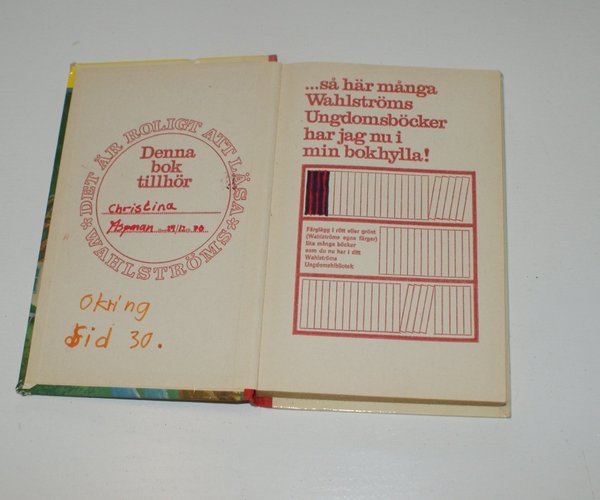 DET ÄR ROLIGT ATT LÄSA
WAHLSTRÖMS
Denna
bok
tillhör
Christina
Okring
Sid 30.
...så här många
Wahlströms
Ungdomsböcker
har jag nu i
min bokhylla!
Färglägg i rött eller grönt
(Wahlströms egna färger)
lika många böcker
som du nu har i ditt
Wahlströms
Ungdomsbibliotek